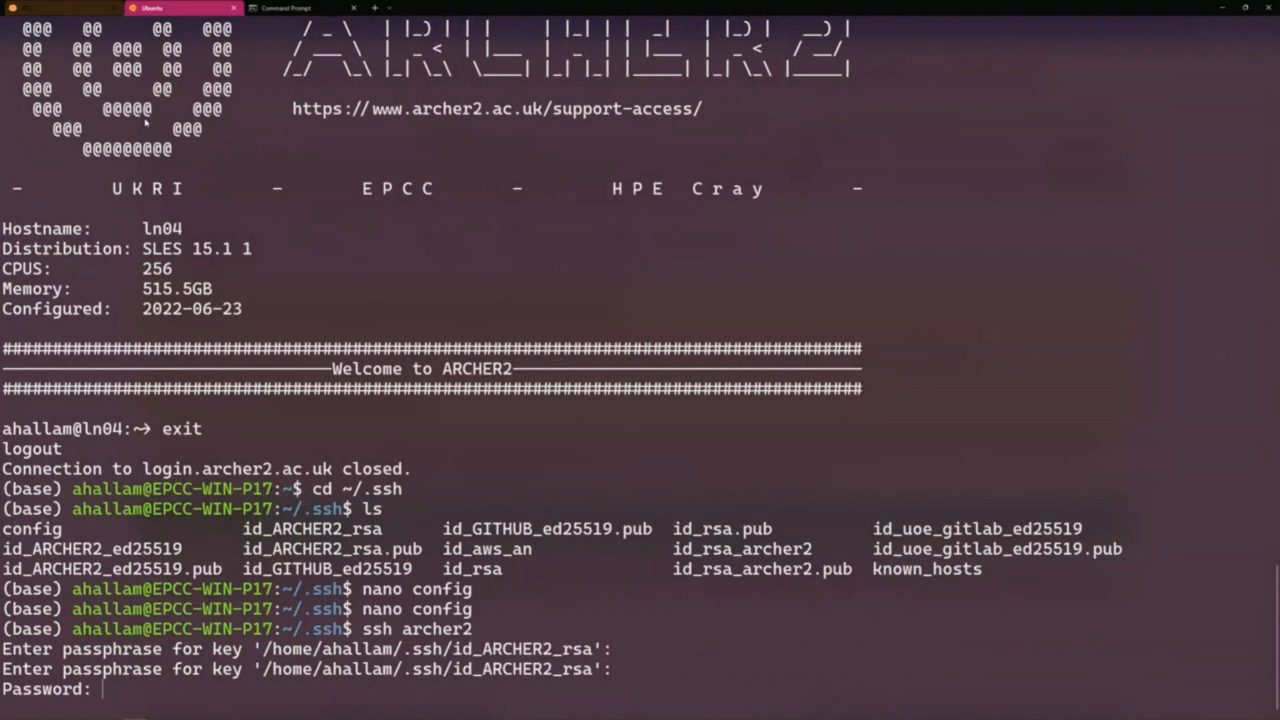 Ubuntu
Command Prompt
@@@ @@ @@ @@@
@@ @@ @@@ @@ @@
@@ @@ @@@ @@ @@
@@@ @@ @@ @@@
@@@ @@@@@ @@@
@@@ @@@
@@@@@@@@@
ARCHER2
https://www.archer2.ac.uk/support-access/
- U K R I - E P C C - H P E C r a y -
Hostname: ln04
Distribution: SLES 15.1 1
CPUS: 256
Memory: 515.5GB
Configured: 2022-06-23
######################################################################################
---------------------------------Welcome to ARCHER2-----------------------------------
######################################################################################
ahallam@ln04:~> exit
logout
Connection to login.archer2.ac.uk closed.
(base) ahallam@EPCC-WIN-P17:~$ cd ~/.ssh
(base) ahallam@EPCC-WIN-P17:~/.ssh$ ls
config id_ARCHER2_rsa id_GITHUB_ed25519.pub id_rsa.pub id_uoe_gitlab_ed25519
id_ARCHER2_ed25519 id_ARCHER2_rsa.pub id_aws_an id_rsa_archer2 id_uoe_gitlab_ed25519.pub
id_ARCHER2_ed25519.pub id_GITHUB_ed25519 id_rsa id_rsa_archer2.pub known_hosts
(base) ahallam@EPCC-WIN-P17:~/.ssh$ nano config
(base) ahallam@EPCC-WIN-P17:~/.ssh$ nano config
(base) ahallam@EPCC-WIN-P17:~/.ssh$ ssh archer2
Enter passphrase for key '/home/ahallam/.ssh/id_ARCHER2_rsa':
Enter passphrase for key '/home/ahallam/.ssh/id_ARCHER2_rsa':
Password: